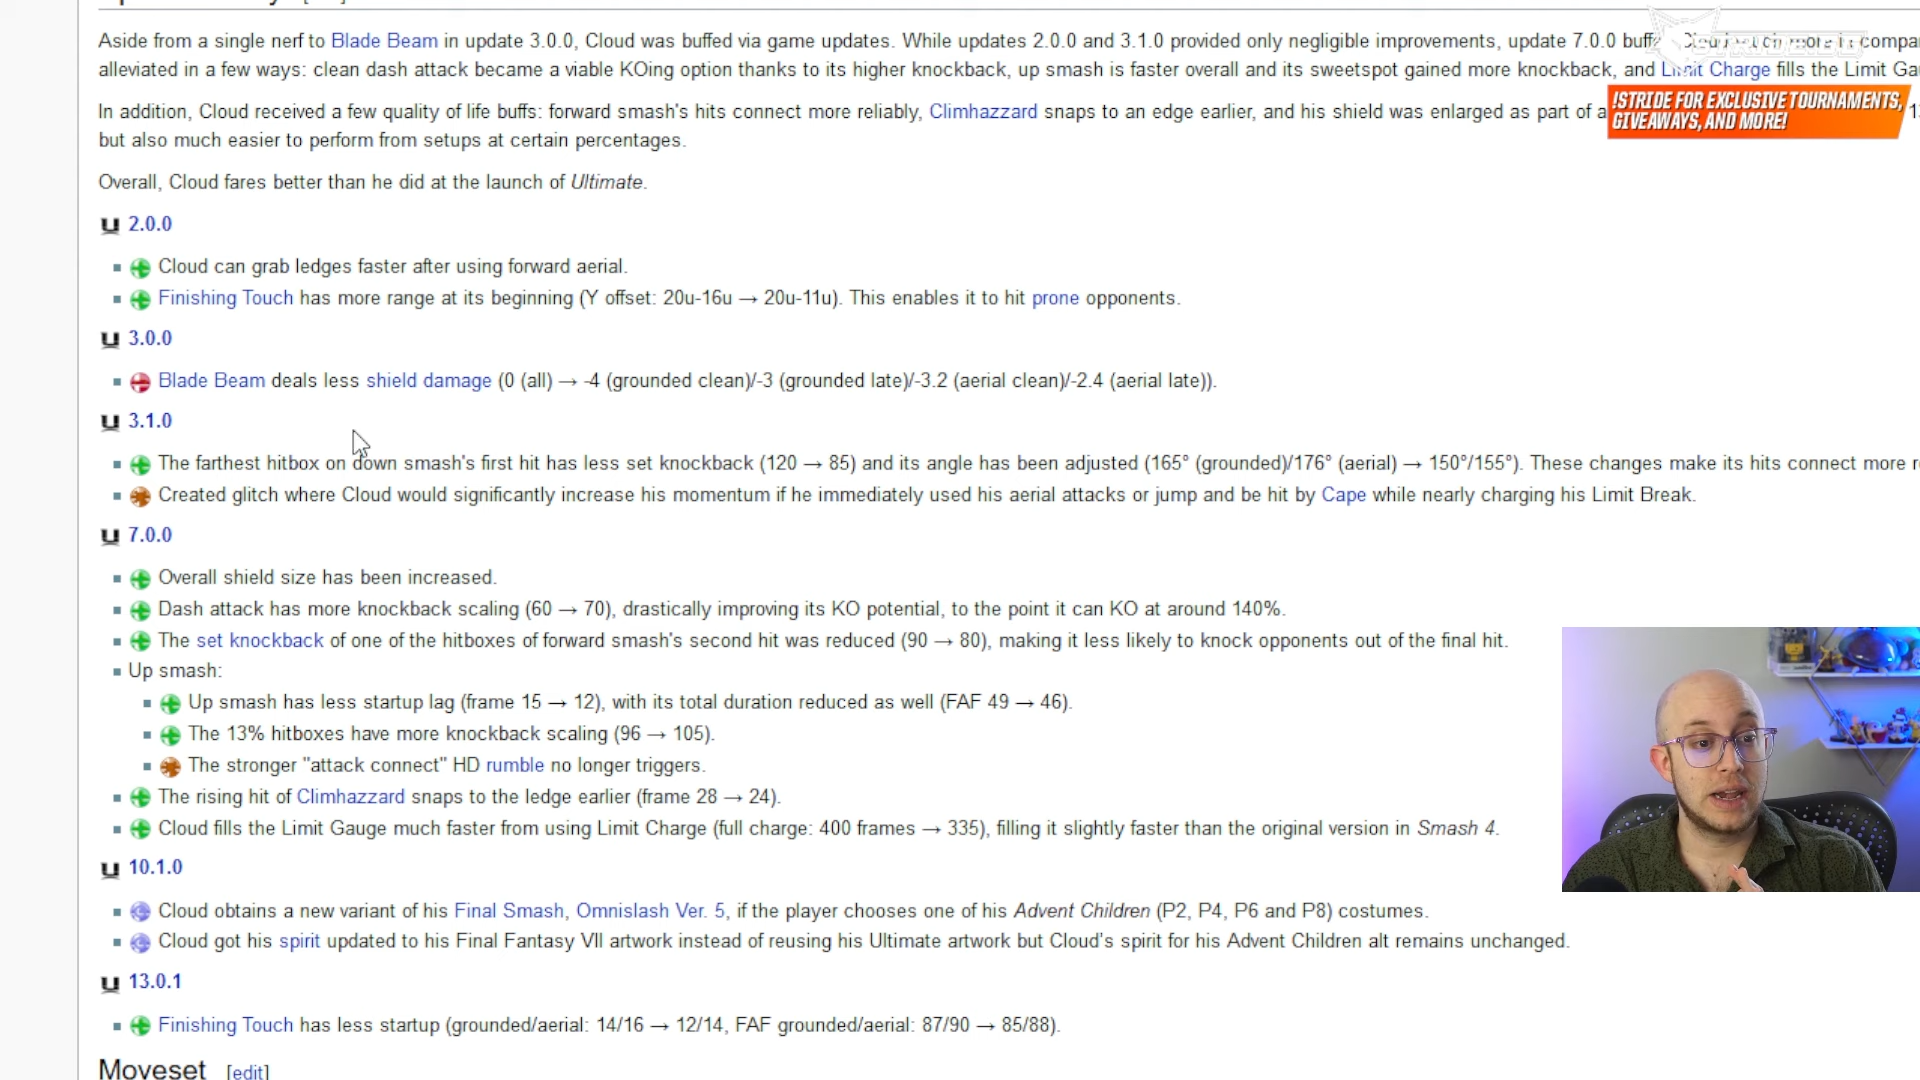 Aside from a single nerf to Blade Beam in update 3.0.0, Cloud was buffed via game updates. While updates 2.0.0 and 3.1.0 provided only negligible improvements, update 7.0.0 buff
alleviated in a few ways: clean dash attack became a viable KOing option thanks to its higher knockback, up smash is faster overall and its sweetspot gained more knockback, and Limit Charge fills the Limit Ga
!STRIDE FOR EXCLUSIVE TOURNAMENTS,
GIVEAWAYS, AND MORE!
In addition, Cloud received a few quality of life buffs: forward smash's hits connect more reliably, Climhazzard snaps to an edge earlier, and his shield was enlarged as part of a
but also much easier to perform from setups at certain percentages.
Overall, Cloud fares better than he did at the launch of Ultimate.
2.0.0
Cloud can grab ledges faster after using forward aerial.
Finishing Touch has more range at its beginning (Y offset: 20u-16u → 20u-11u). This enables it to hit prone opponents.
3.0.0
Blade Beam deals less shield damage (0 (all) → -4 (grounded clean)/-3 (grounded late)/-3.2 (aerial clean)/-2.4 (aerial late)).
3.1.0
The farthest hitbox on down smash's first hit has less set knockback (120 → 85) and its angle has been adjusted (165° (grounded)/176° (aerial) → 150°/155°). These changes make its hits connect more r
Created glitch where Cloud would significantly increase his momentum if he immediately used his aerial attacks or jump and be hit by Cape while nearly charging his Limit Break.
7.0.0
Overall shield size has been increased.
Dash attack has more knockback scaling (60 → 70), drastically improving its KO potential, to the point it can KO at around 140%.
The set knockback of one of the hitboxes of forward smash's second hit was reduced (90 → 80), making it less likely to knock opponents out of the final hit.
Up smash:
Up smash has less startup lag (frame 15 → 12), with its total duration reduced as well (FAF 49 → 46).
The 13% hitboxes have more knockback scaling (96 → 105).
The stronger "attack connect" HD rumble no longer triggers.
The rising hit of Climhazzard snaps to the ledge earlier (frame 28 → 24).
Cloud fills the Limit Gauge much faster from using Limit Charge (full charge: 400 frames → 335), filling it slightly faster than the original version in Smash 4.
10.1.0
Cloud obtains a new variant of his Final Smash, Omnislash Ver. 5, if the player chooses one of his Advent Children (P2, P4, P6 and P8) costumes.
Cloud got his spirit updated to his Final Fantasy VII artwork instead of reusing his Ultimate artwork but Cloud's spirit for his Advent Children alt remains unchanged.
13.0.1
Finishing Touch has less startup (grounded/aerial: 14/16 → 12/14, FAF grounded/aerial: 87/90 → 85/88).
Moveset [edit]